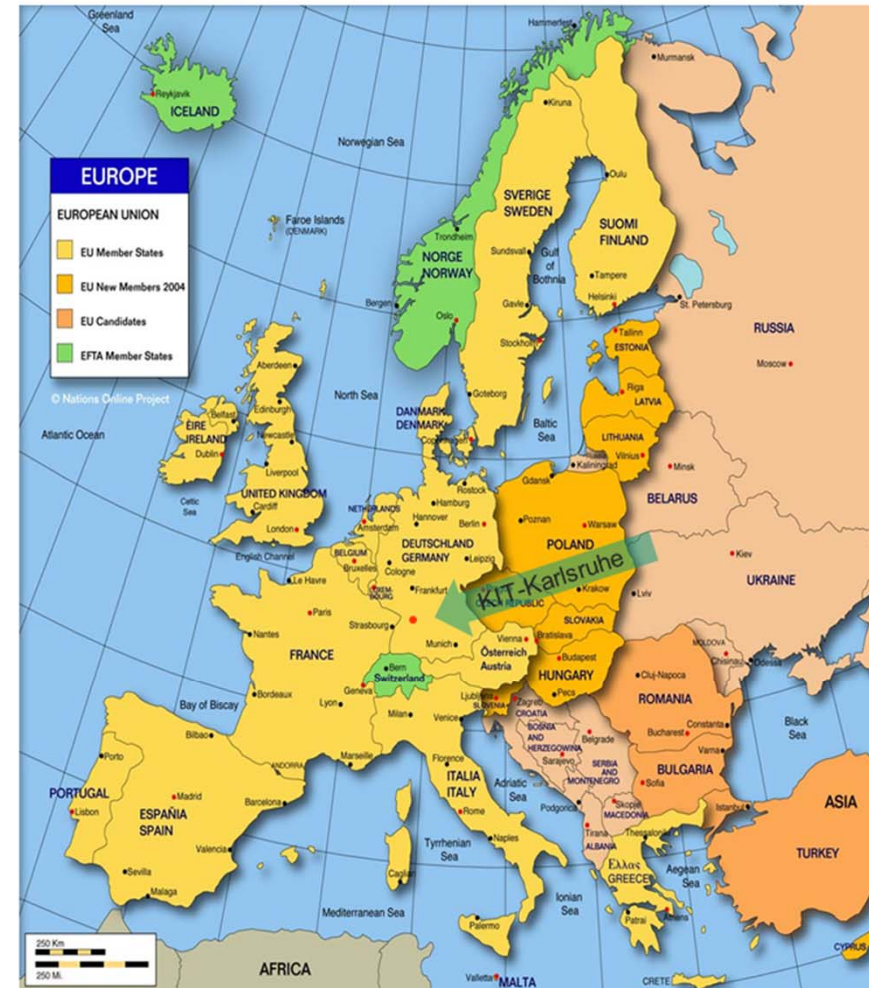 Greenland
Sea
Hammerfest
Murmansk
Reykjavik
ICELAND
Kiruna
Norwegian Sea
EUROPE
EUROPEAN UNION
EU Member States
EU New Members 2004
EU Candidates
EFTA Member States
© Nations Online Project
Faroe Islands
(DENMARK)
Oulu
SVERIGE
SWEDEN
SUOMI
FINLAND
Trondheim
NORGE
NORWAY
Sundsvall
Gulf
of
Bothnia
Tampere
Bergen
Gavle
Helsinki
St. Petersburg
Oslo
Stockholm
Tallinn
ESTONIA
RUSSIA
Moscow
Aberdeen
North Sea
Goteborg
Riga
LATVIA
Edinburgh
DANMARK
DENMARK
Baltic
Sea
Belfast
ÉIRE
IRELAND
Newcastle
Copenhagen
LITHUANIA
Atlantic Ocean
Dublin
Liverpool
Vilnius
Kaliningrad
Minsk
Celtic
Sea
UNITED KINGDOM
Cardiff
London
Rostock
Hamburg
Gdansk
BELARUS
NETHERLANDS
Amsterdam
Hannover
Berlin
Poznan
Warsaw
English Channel
BELGIUM
Bruxelles
DEUTSCHLAND
GERMANY
Leipzig
POLAND
Kiev
Le Havre
Cologne
LUXEM-
BOURG
Frankfurt
KIT-Karlsruhe
CZECH REPUBLIC
Krakow
Lviv
UKRAINE
Paris
Strasbourg
SLOVAKIA
Nantes
Munich
Vienna
Bratislava
FRANCE
Österreich
Austria
MOLDOVA
Chisinau
Odessa
Bern
Switzerland
Budapest
HUNGARY
Cluj-Napoca
Geneva
Bay of Biscay
Bordeaux
Lyon
Milan
Venice
Ljubljana
SLOVENIA
Zagreb
CROATIA
Pecs
ROMANIA
Bucharest
Constanta
Black
Sea
Bilbao
Marseille
Florence
BOSNIA
AND
HERZEGOWINA
Sarajevo
Belgrade
Varna
Porto
ANDORRA
ITALIA
ITALY
Adriatic
Sea
SERBIA
AND
MONTENEGRO
BULGARIA
Sofia
PORTUGAL
Lisbon
Madrid
ESPAÑIA
SPAIN
Barcelona
Rome
Podgorica
Skopje
MACEDONIA
Istanbul
ASIA
Valencia
Naples
Tirana
ALBANIA
Thessaloniki
TURKEY
Tyrrhenian
Sea
Ελλας
GREECE
Aegean
Sea
Sevilla
Malaga
Cagliari
Ionian
Sea
Mediterranean Sea
Palermo
Patrai
Athens
250 Km
250 Mi.
AFRICA
Valletta
MALTA
CRETE
CYPRUS